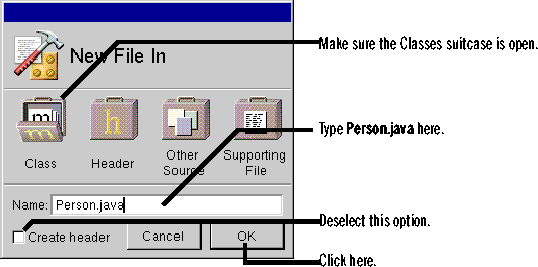 New File In
Make sure the Classes suitcase is open.
m
h
Class
Header
Other
Source
Supporting
File
Type Person.java here.
Name: Person.java
Deselect this option.
Create header
Cancel
OK
Click here.